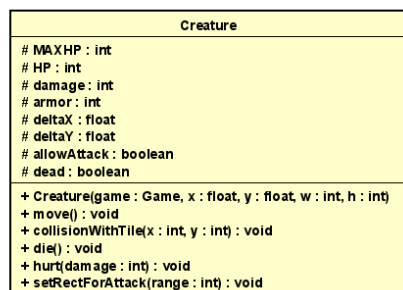 Creature
# MAXHP : int
# HP : int
# damage : int
# armor : int
# deltaX : float
# deltaY : float
# allowAttack : boolean
# dead : boolean
+ Creature(game : Game, x : float, y : float, w : int, h : int)
+ move() : void
+ collisionWithTile(x : int, y : int) : void
+ die() : void
+ hurt(damage : int) : void
+ setRectForAttack(range : int) : void